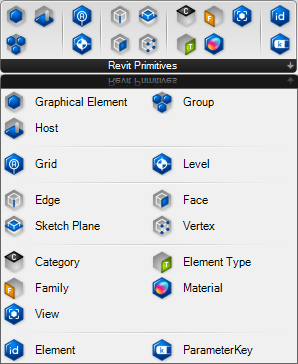 R
C
F
T
id
k
Revit Primitives
Revit Primitives
Graphical Element
Group
Host
R
Grid
Level
Edge
Face
Sketch Plane
Vertex
C
Category
T
Element Type
F
Family
Material
View
id
Element
k
ParameterKey